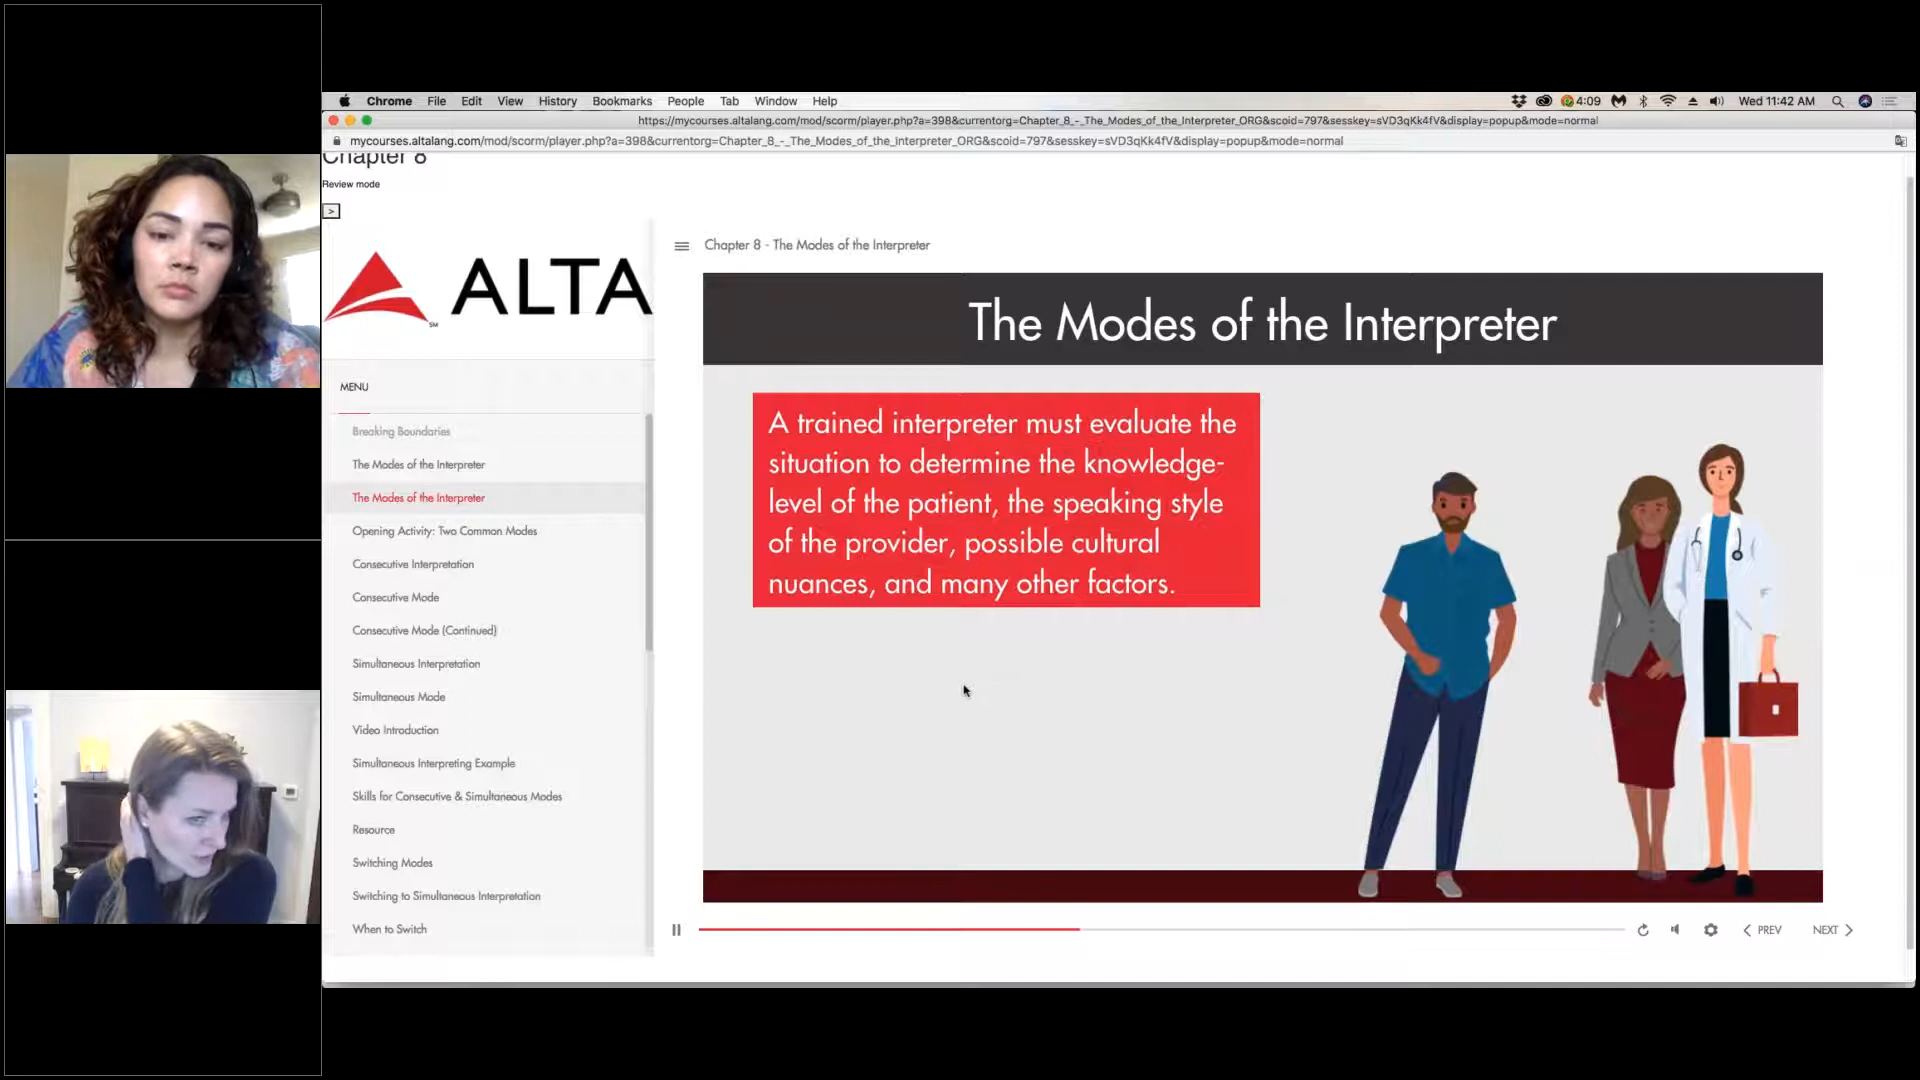 Chrome File Edit View History Bookmarks People Tab Window Help 4:09 Wed 11:42 AM
https://mycourses.altalang.com/mod/scorm/player.php?a=398&currentorg=Chapter_8_-_The_Modes_of_the_Interpreter_ORG&scoid=797&sesskey=sVD3qKk4fV&display=popup&mode=normal
mycourses.altalang.com/mod/scorm/player.php?a=398&currentorg=Chapter_8_-_The_Modes_of_the_Interpreter_ORG&scoid=797&sesskey=sVD3qKk4fV&display=popup&mode=normal
Chapter 8
Review mode
>
ALTA
SM
MENU
Breaking Boundaries
The Modes of the Interpreter
The Modes of the Interpreter
Opening Activity: Two Common Modes
Consecutive Interpretation
Consecutive Mode
Consecutive Mode (Continued)
Simultaneous Interpretation
Simultaneous Mode
Video Introduction
Simultaneous Interpreting Example
Skills for Consecutive & Simultaneous Modes
Resource
Switching Modes
Switching to Simultaneous Interpretation
When to Switch
Chapter 8 - The Modes of the Interpreter
The Modes of the Interpreter
A trained interpreter must evaluate the
situation to determine the knowledge-
level of the patient, the speaking style
of the provider, possible cultural
nuances, and many other factors.
PREV NEXT